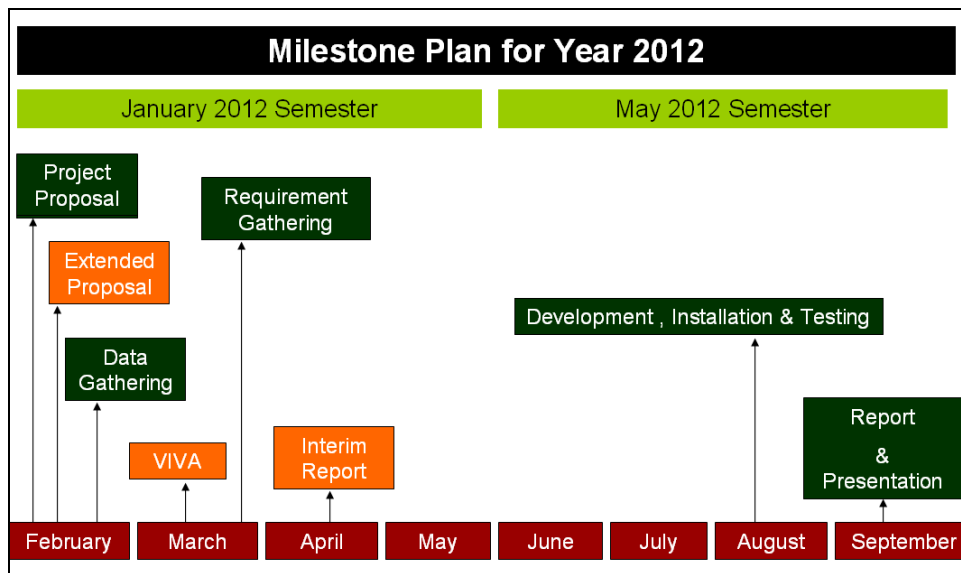 Milestone Plan for Year 2012
January 2012 Semester
May 2012 Semester
Project
Proposal
Requirement
Gathering
Extended
Proposal
Development , Installation & Testing
Data
Gathering
VIVA
Interim
Report
Report
&
Presentation
February
March
April
May
June
July
August
September